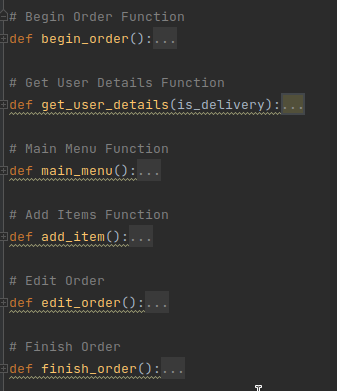 # Begin Order Function
def begin_order():...
# Get User Details Function
def get_user_details(is_delivery):...
# Main Menu Function
def main_menu():...
# Add Items Function
def add_item():...
# Edit Order
def edit_order():...
# Finish Order
def finish_order():...